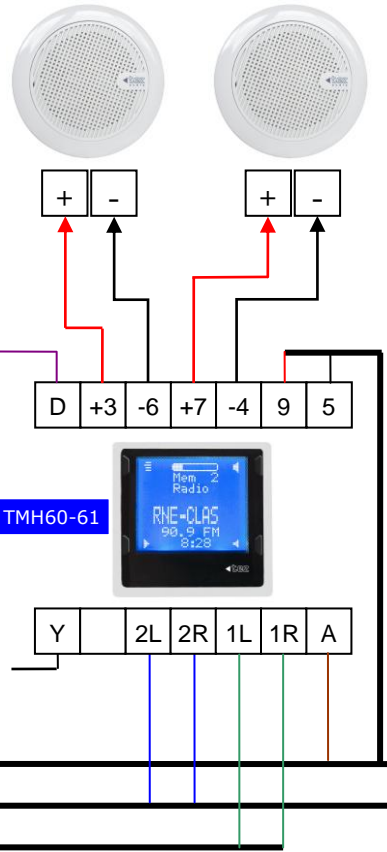 + - + -
D +3 -6 +7 -4 9 5
Mem 2
Radio
RNE-CLAS
90.9 FM
8:28
TMH60-61
Y 2L 2R 1L 1R A